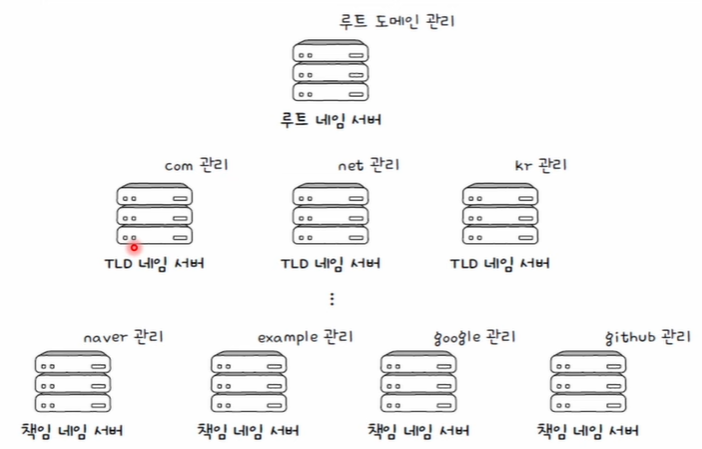 루트 도메인 관리
루트 네임 서버
com 관리
net 관리
kr 관리
TLD 네임 서버
TLD 네임 서버
TLD 네임 서버
⋮
naver 관리
example 관리
google 관리
github 관리
책임 네임 서버
책임 네임 서버
책임 네임 서버
책임 네임 서버